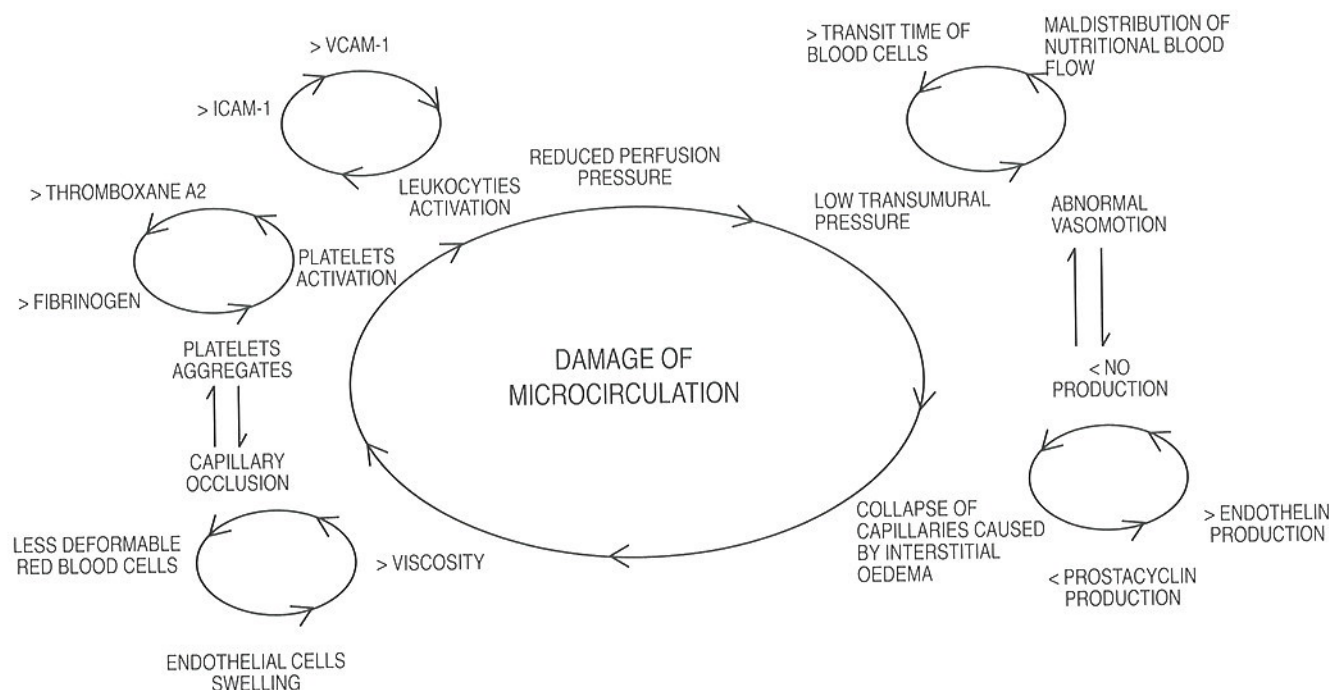 > VCAM-1
> ICAM-1
LEUKOCYTIES
ACTIVATION
REDUCED PERFUSION
PRESSURE
> TRANSIT TIME OF
BLOOD CELLS
MALDISTRIBUTION OF
NUTRITIONAL BLOOD
FLOW
LOW TRANSUMURAL
PRESSURE
ABNORMAL
VASOMOTION
> THROMBOXANE A2
PLATELETS
ACTIVATION
> FIBRINOGEN
PLATELETS
AGGREGATES
DAMAGE OF
MICROCIRCULATION
< NO
PRODUCTION
CAPILLARY
OCCLUSION
LESS DEFORMABLE
RED BLOOD CELLS
> VISCOSITY
ENDOTHELIAL CELLS
SWELLING
COLLAPSE OF
CAPILLARIES CAUSED
BY INTERSTITIAL
OEDEMA
> ENDOTHELIN
PRODUCTION
< PROSTACYCLIN
PRODUCTION